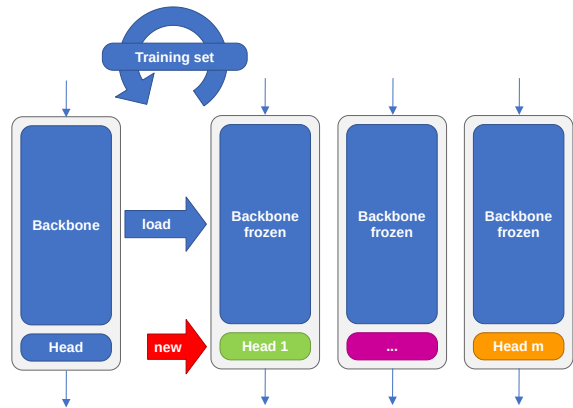 Training set
Backbone
load
Backbone
frozen
Backbone
frozen
Backbone
frozen
Head
new
Head 1
...
Head m